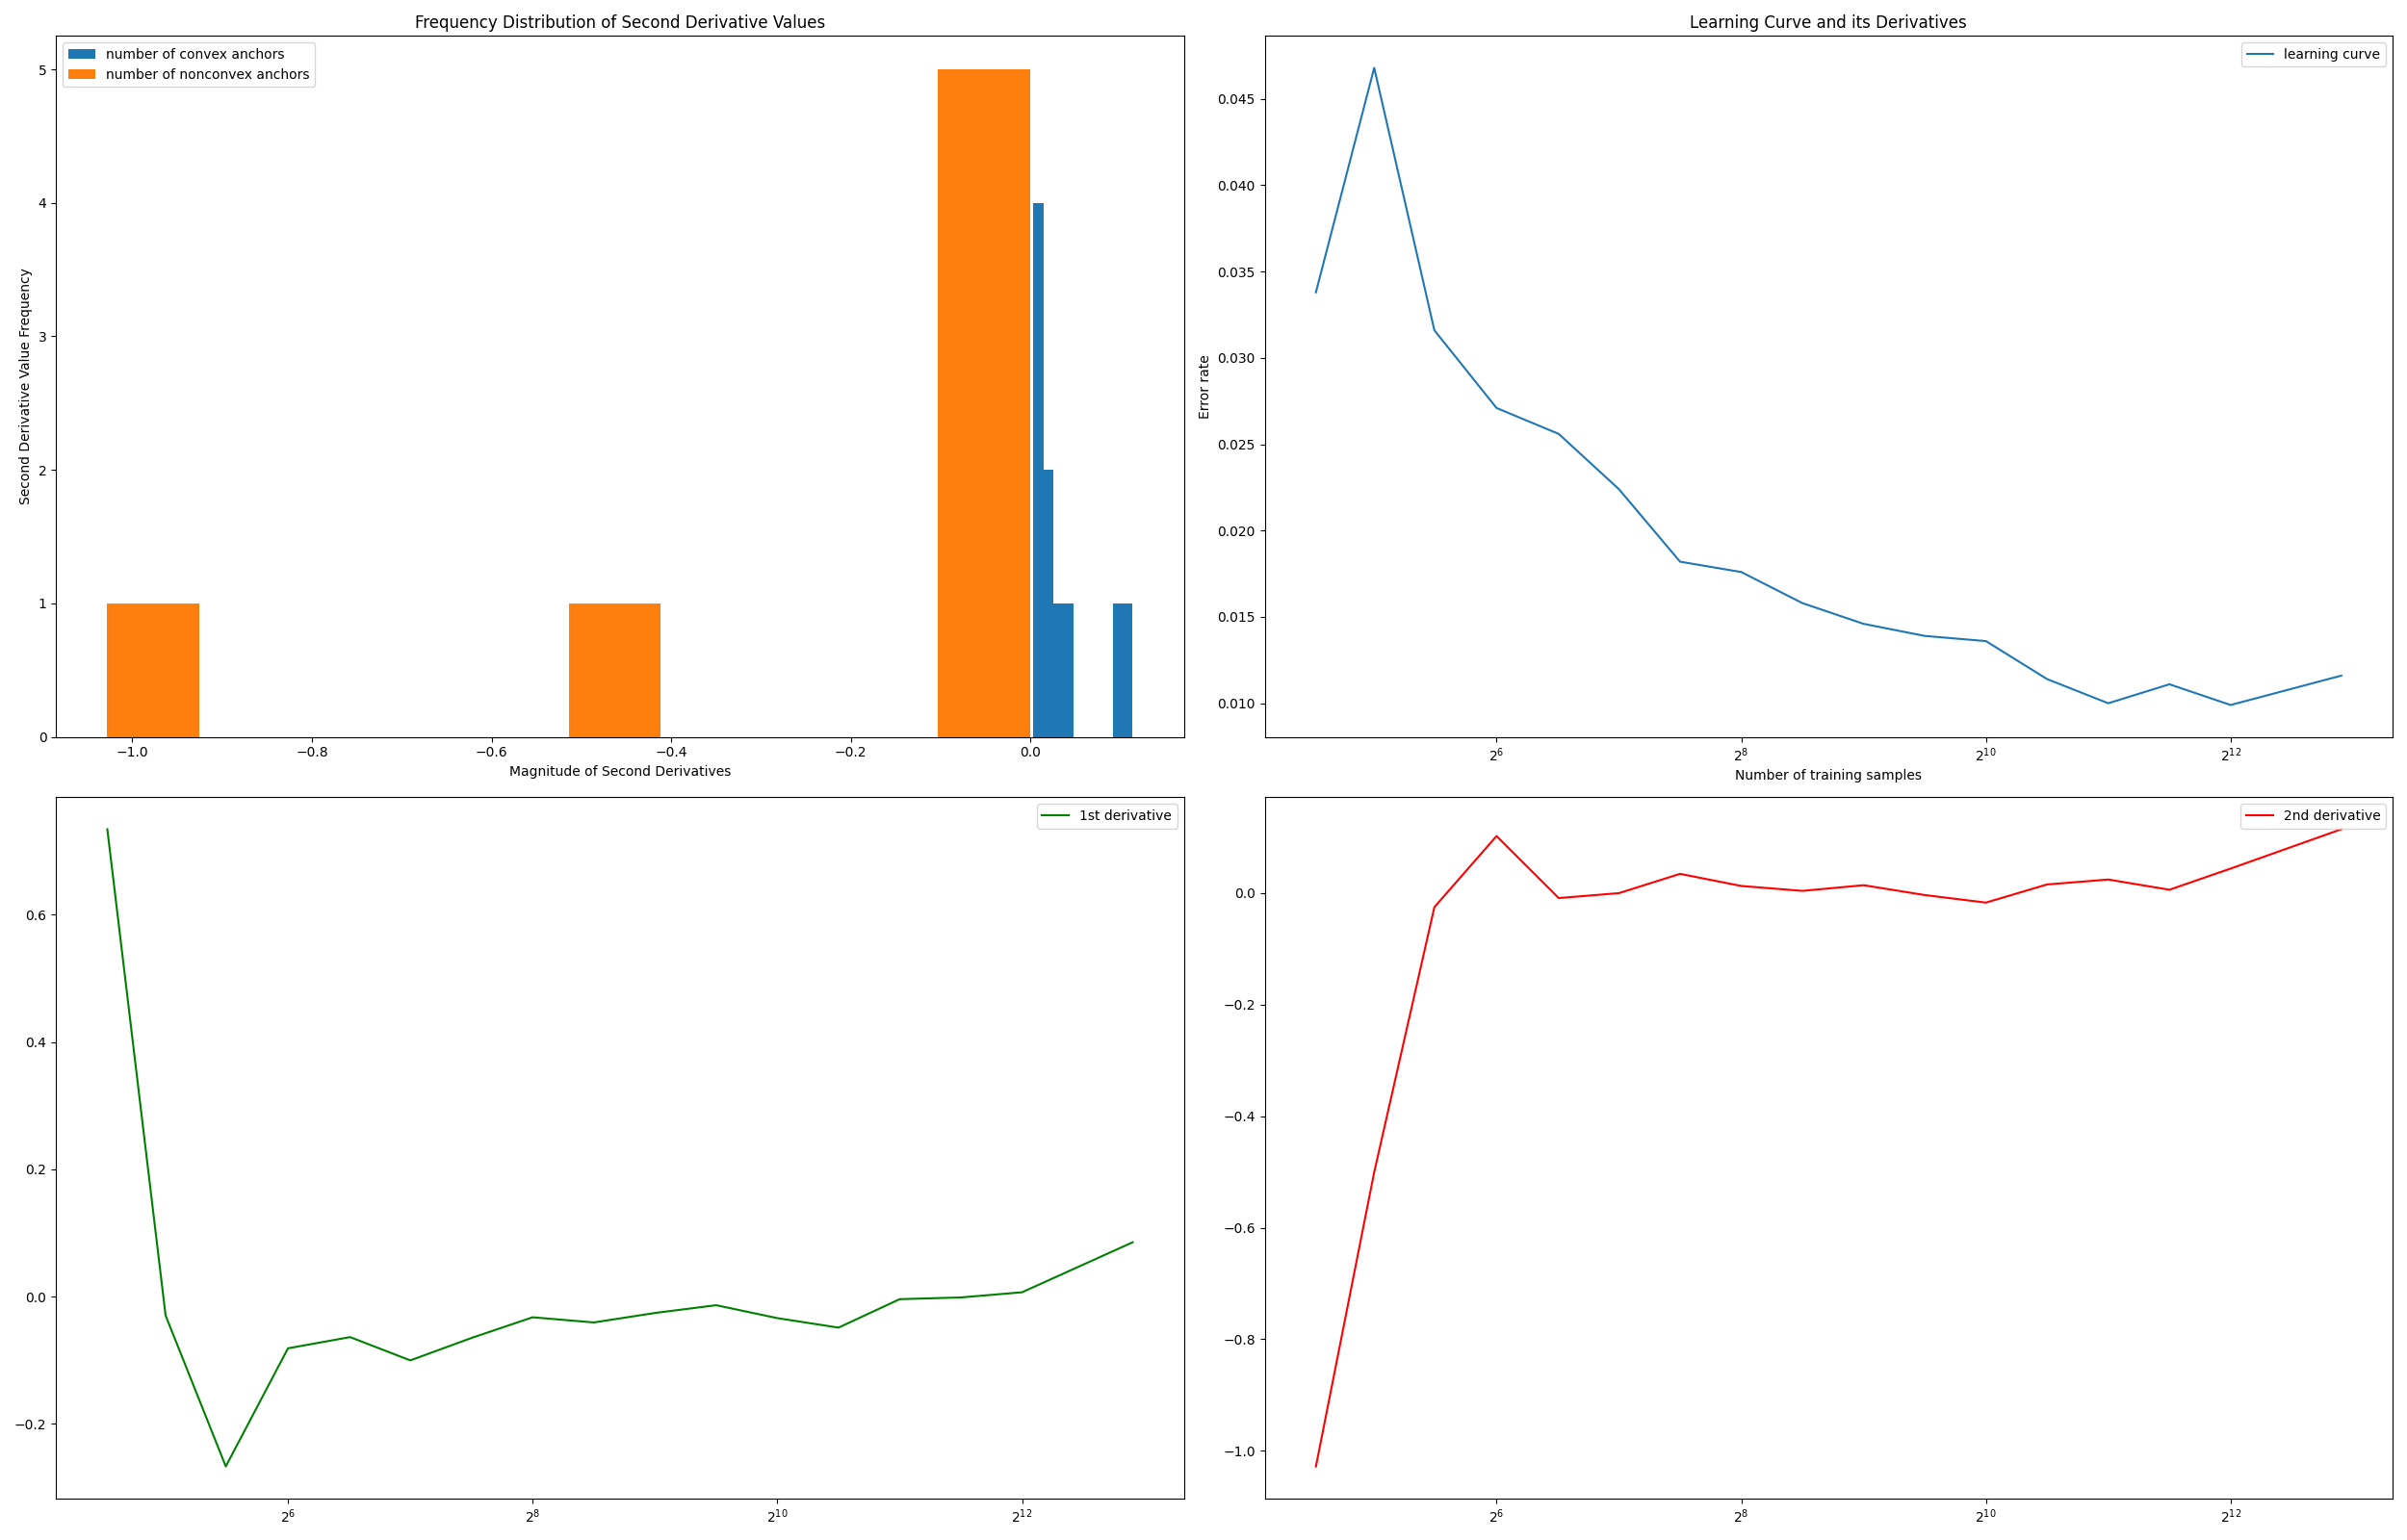 Frequency Distribution of Second Derivative Values
number of convex anchors
number of nonconvex anchors
5
4
3
2
1
0
Second Derivative Value Frequency
−1.0 −0.8 −0.6 −0.4 −0.2 0.0
Magnitude of Second Derivatives
Learning Curve and its Derivatives
learning curve
0.045
0.040
0.035
0.030
0.025
0.020
0.015
0.010
Error rate
2^6 2^8 2^10 2^12
Number of training samples
1st derivative
0.6
0.4
0.2
0.0
−0.2
2^6 2^8 2^10 2^12
2nd derivative
0.0
−0.2
−0.4
−0.6
−0.8
−1.0
2^6 2^8 2^10 2^12